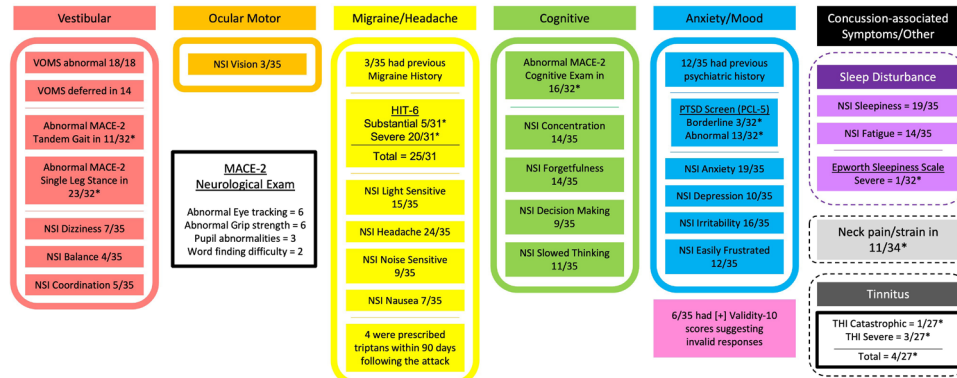 Vestibular
VOMS abnormal 18/18
VOMS deferred in 14
Abnormal MACE-2
Tandem Gait in 11/32*
Abnormal MACE-2
Single Leg Stance in
23/32*
NSI Dizziness 7/35
NSI Balance 4/35
NSI Coordination 5/35
Ocular Motor
NSI Vision 3/35
MACE-2
Neurological Exam
Abnormal Eye tracking = 6
Abnormal Grip strength = 6
Pupil abnormalities = 3
Word finding difficulty = 2
Migraine/Headache
3/35 had previous
Migraine History
HIT-6
Substantial 5/31*
Severe 20/31*
Total = 25/31
NSI Light Sensitive
15/35
NSI Headache 24/35
NSI Noise Sensitive
9/35
NSI Nausea 7/35
4 were prescribed
triptans within 90 days
following the attack
Cognitive
Abnormal MACE-2
Cognitive Exam in
16/32*
NSI Concentration
14/35
NSI Forgetfulness
14/35
NSI Decision Making
9/35
NSI Slowed Thinking
11/35
Anxiety/Mood
12/35 had previous
psychiatric history
PTSD Screen (PCL-5)
Borderline 3/32*
Abnormal 13/32*
NSI Anxiety 19/35
NSI Depression 10/35
NSI Irritability 16/35
NSI Easily Frustrated
12/35
6/35 had [+] Validity-10
scores suggesting
invalid responses
Concussion-associated
Symptoms/Other
Sleep Disturbance
NSI Sleepiness = 19/35
NSI Fatigue = 14/35
Epworth Sleepiness Scale
Severe = 1/32*
Neck pain/strain in
11/34*
Tinnitus
THI Catastrophic = 1/27*
THI Severe = 3/27*
Total = 4/27*